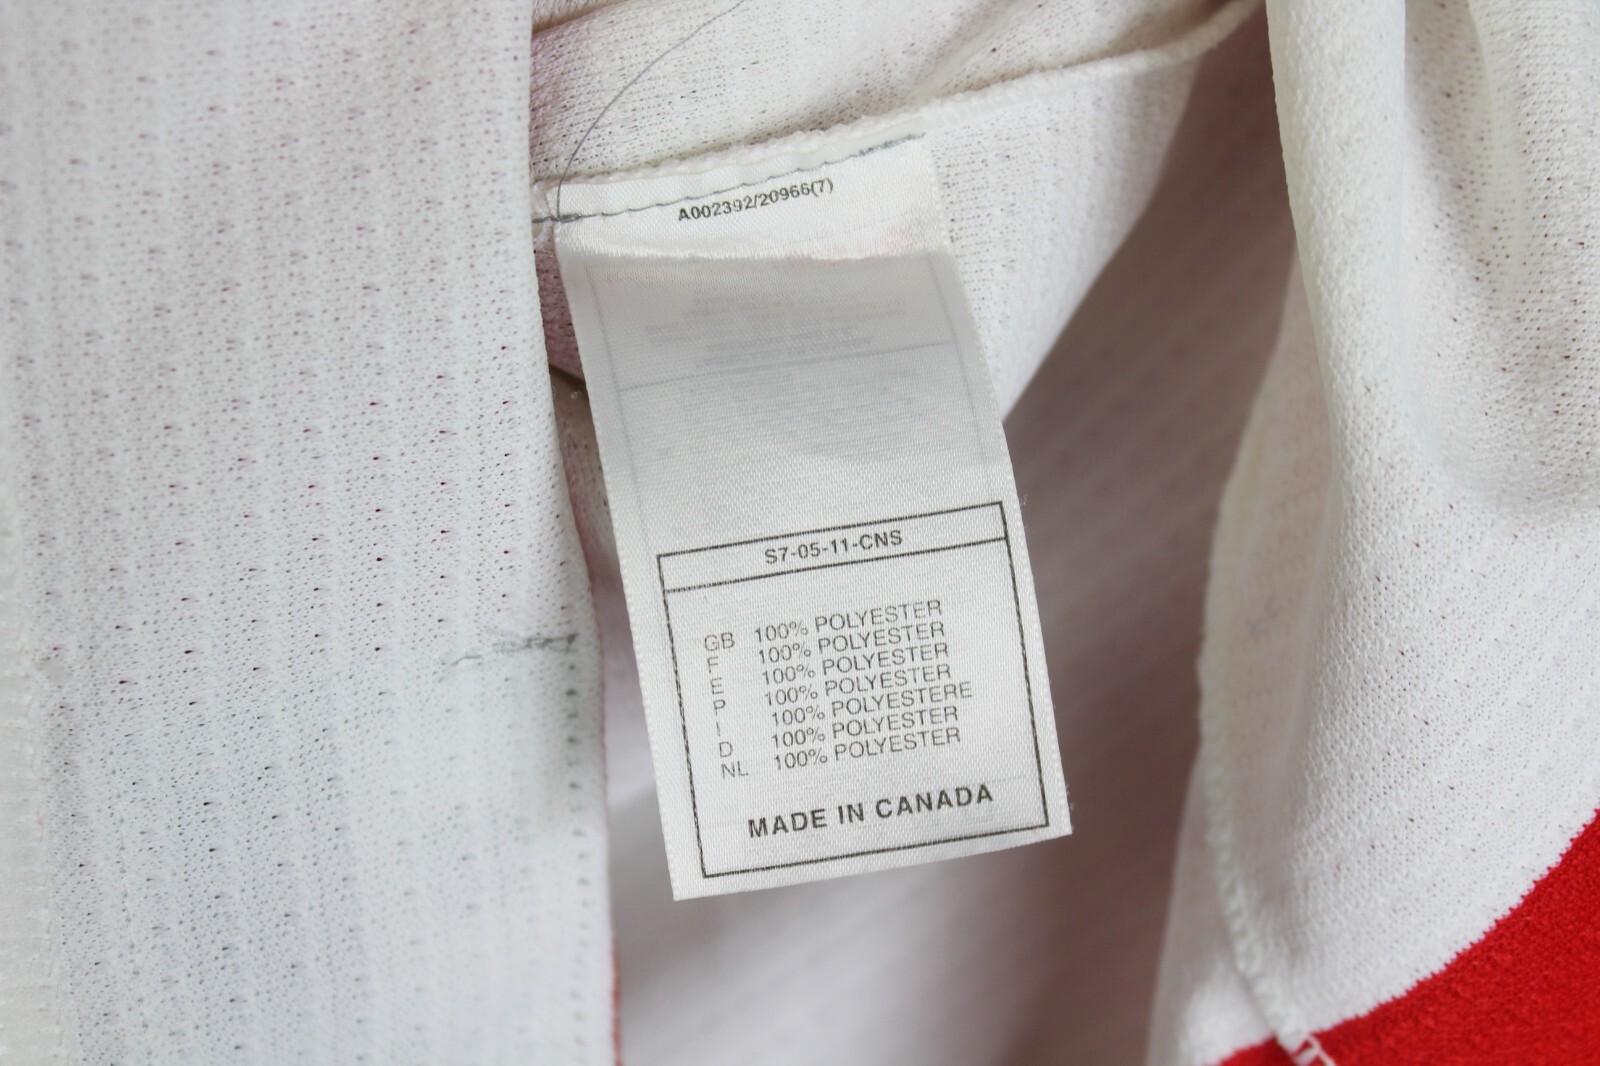 A002392/20966(7)
S7-05-11-CNS
GB 100% POLYESTER
F 100% POLYESTER
E 100% POLYESTER
P 100% POLYESTER
I 100% POLYESTERE
D 100% POLYESTER
NL 100% POLYESTER
MADE IN CANADA